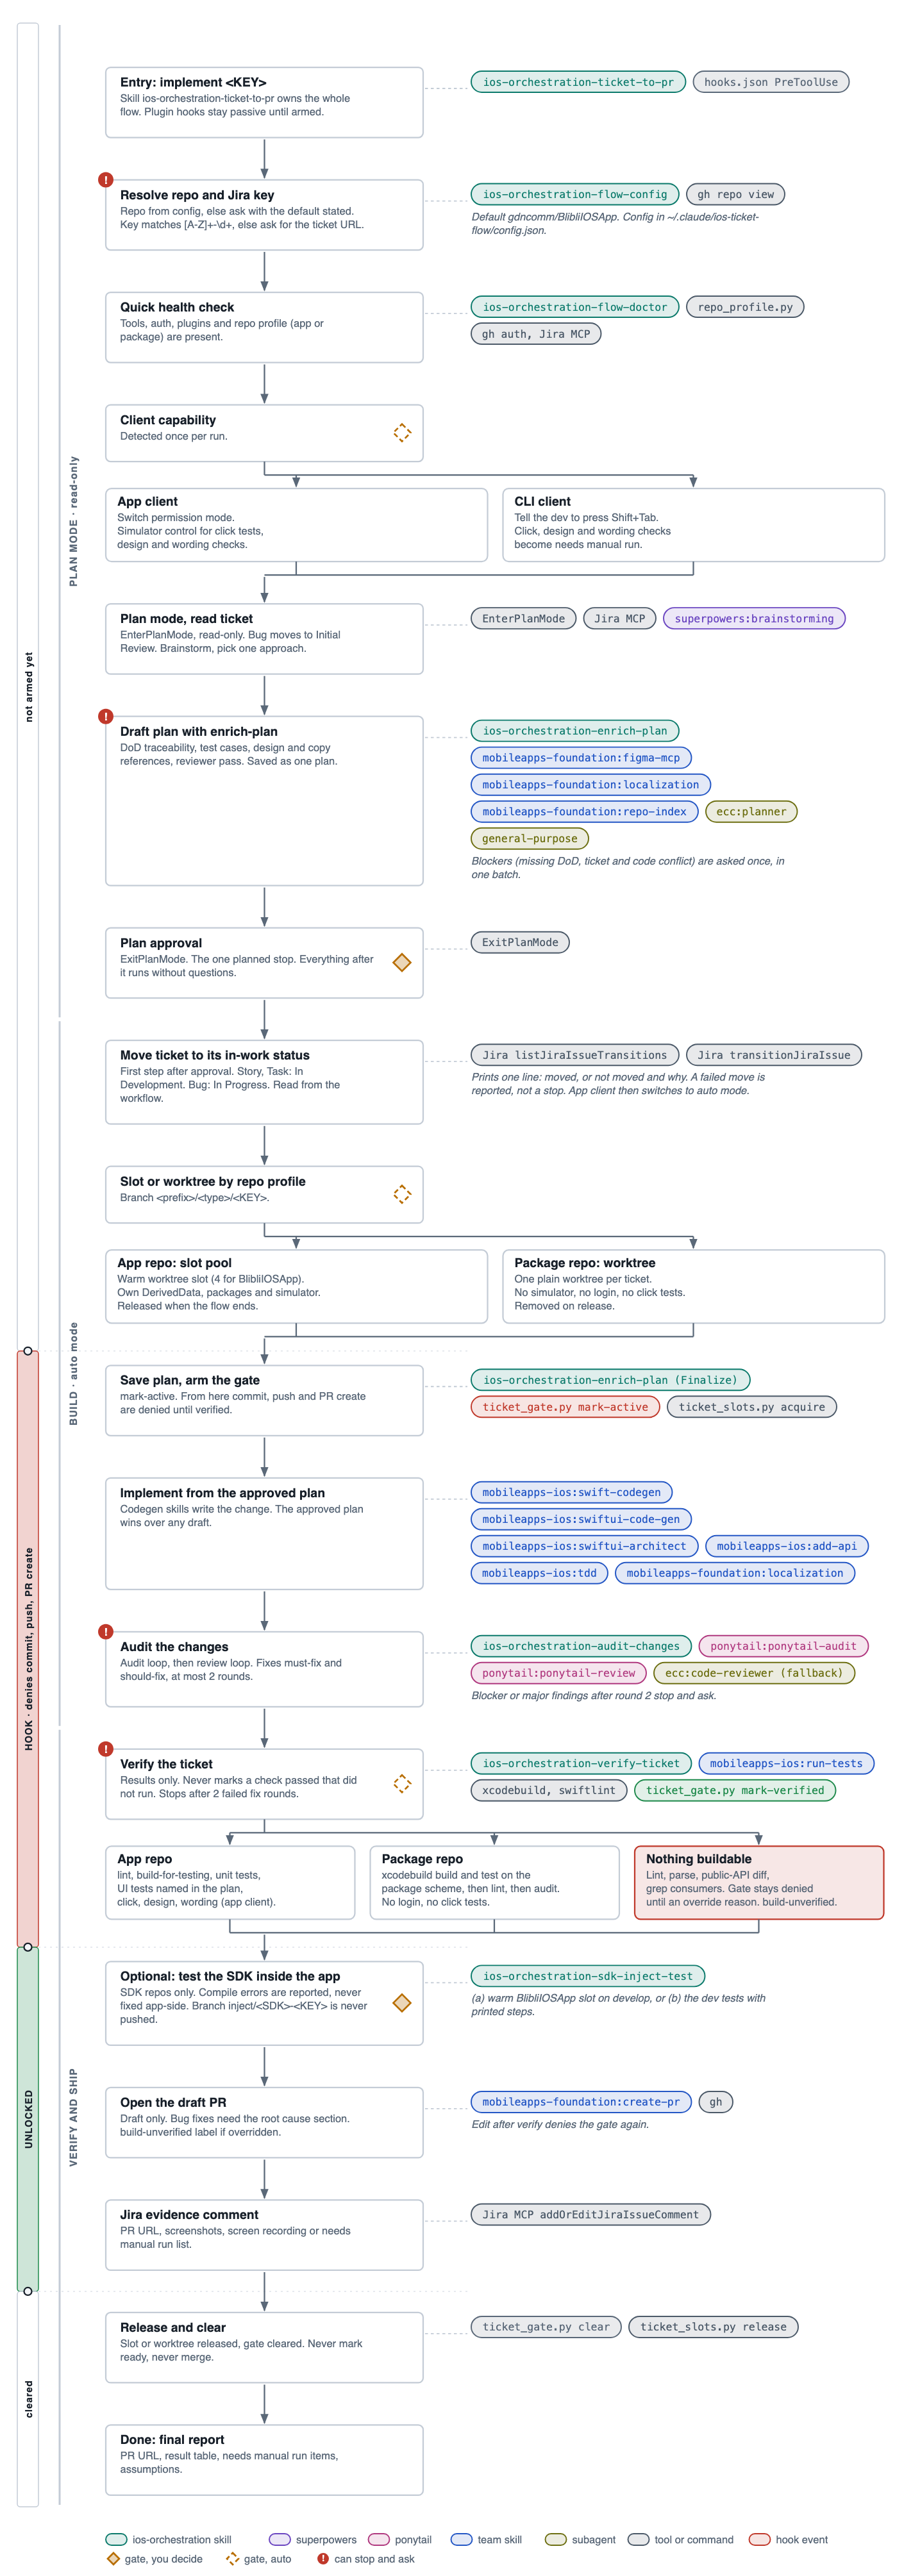 Entry: implement <KEY>
Skill ios-orchestration-ticket-to-pr owns the whole
flow. Plugin hooks stay passive until armed.
ios-orchestration-ticket-to-pr
hooks.json PreToolUse
!
Resolve repo and Jira key
Repo from config, else ask with the default stated.
Key matches [A-Z]+-\d+, else ask for the ticket URL.
ios-orchestration-flow-config
gh repo view
Default gdncomm/BlibliIOSApp. Config in ~/.claude/ios-ticket-
flow/config.json.
Quick health check
Tools, auth, plugins and repo profile (app or
package) are present.
ios-orchestration-flow-doctor
repo_profile.py
gh auth, Jira MCP
Client capability
Detected once per run.
App client
Switch permission mode.
Simulator control for click tests,
design and wording checks.
CLI client
Tell the dev to press Shift+Tab.
Click, design and wording checks
become needs manual run.
PLAN MODE · read-only
Plan mode, read ticket
EnterPlanMode, read-only. Bug moves to Initial
Review. Brainstorm, pick one approach.
EnterPlanMode
Jira MCP
superpowers:brainstorming
not armed yet
!
Draft plan with enrich-plan
DoD traceability, test cases, design and copy
references, reviewer pass. Saved as one plan.
ios-orchestration-enrich-plan
mobileapps-foundation:figma-mcp
mobileapps-foundation:localization
mobileapps-foundation:repo-index
ecc:planner
general-purpose
Blockers (missing DoD, ticket and code conflict) are asked once, in
one batch.
Plan approval
ExitPlanMode. The one planned stop. Everything after
it runs without questions.
ExitPlanMode
Move ticket to its in-work status
First step after approval. Story, Task: In
Development. Bug: In Progress. Read from the
workflow.
Jira listJiraIssueTransitions
Jira transitionJiraIssue
Prints one line: moved, or not moved and why. A failed move is
reported, not a stop. App client then switches to auto mode.
Slot or worktree by repo profile
Branch <prefix>/<type>/<KEY>.
App repo: slot pool
Warm worktree slot (4 for BlibliIOSApp).
Own DerivedData, packages and simulator.
Released when the flow ends.
Package repo: worktree
One plain worktree per ticket.
No simulator, no login, no click tests.
Removed on release.
BUILD · auto mode
Save plan, arm the gate
mark-active. From here commit, push and PR create
are denied until verified.
ios-orchestration-enrich-plan (Finalize)
ticket_gate.py mark-active
ticket_slots.py acquire
Implement from the approved plan
Codegen skills write the change. The approved plan
wins over any draft.
mobileapps-ios:swift-codegen
mobileapps-ios:swiftui-code-gen
mobileapps-ios:swiftui-architect
mobileapps-ios:add-api
mobileapps-ios:tdd
mobileapps-foundation:localization
HOOK · denies commit, push, PR create
!
Audit the changes
Audit loop, then review loop. Fixes must-fix and
should-fix, at most 2 rounds.
ios-orchestration-audit-changes
ponytail:ponytail-audit
ponytail:ponytail-review
ecc:code-reviewer (fallback)
Blocker or major findings after round 2 stop and ask.
!
Verify the ticket
Results only. Never marks a check passed that did
not run. Stops after 2 failed fix rounds.
ios-orchestration-verify-ticket
mobileapps-ios:run-tests
xcodebuild, swiftlint
ticket_gate.py mark-verified
App repo
lint, build-for-testing, unit tests,
UI tests named in the plan,
click, design, wording (app client).
Package repo
xcodebuild build and test on the
package scheme, then lint, then audit.
No login, no click tests.
Nothing buildable
Lint, parse, public-API diff,
grep consumers. Gate stays denied
until an override reason. build-unverified.
Optional: test the SDK inside the app
SDK repos only. Compile errors are reported, never
fixed app-side. Branch inject/<SDK>-<KEY> is never
pushed.
ios-orchestration-sdk-inject-test
(a) warm BlibliIOSApp slot on develop, or (b) the dev tests with
printed steps.
UNLOCKED
VERIFY AND SHIP
Open the draft PR
Draft only. Bug fixes need the root cause section.
build-unverified label if overridden.
mobileapps-foundation:create-pr
gh
Edit after verify denies the gate again.
Jira evidence comment
PR URL, screenshots, screen recording or needs
manual run list.
Jira MCP addOrEditJiraIssueComment
Release and clear
Slot or worktree released, gate cleared. Never mark
ready, never merge.
ticket_gate.py clear
ticket_slots.py release
cleared
Done: final report
PR URL, result table, needs manual run items,
assumptions.
ios-orchestration skill
superpowers
ponytail
team skill
subagent
tool or command
hook event
gate, you decide
gate, auto
! can stop and ask